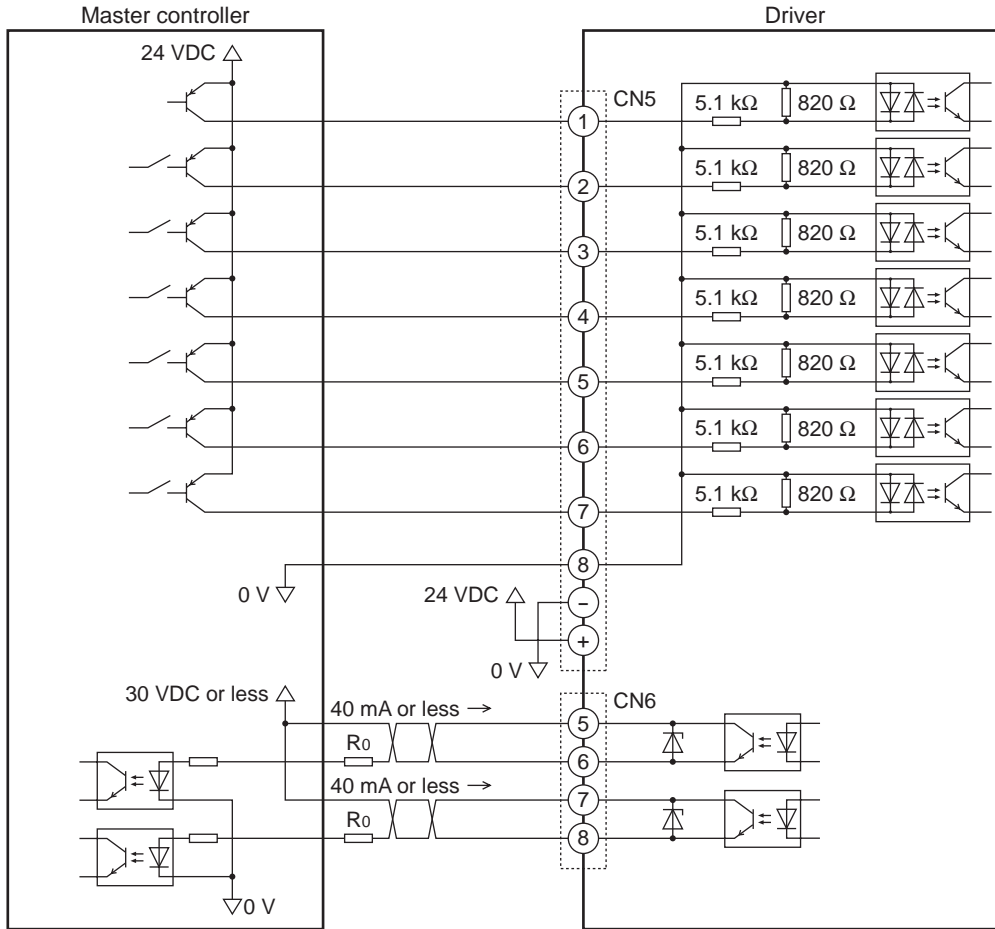 Master controller
Driver
24 VDC
CN5
1
5.1 kΩ
820 Ω
2
5.1 kΩ
820 Ω
3
5.1 kΩ
820 Ω
4
5.1 kΩ
820 Ω
5
5.1 kΩ
820 Ω
6
5.1 kΩ
820 Ω
7
5.1 kΩ
820 Ω
8
0 V
24 VDC
−
+
0 V
30 VDC or less
40 mA or less →
CN6
5
R0
6
40 mA or less →
7
R0
8
0 V